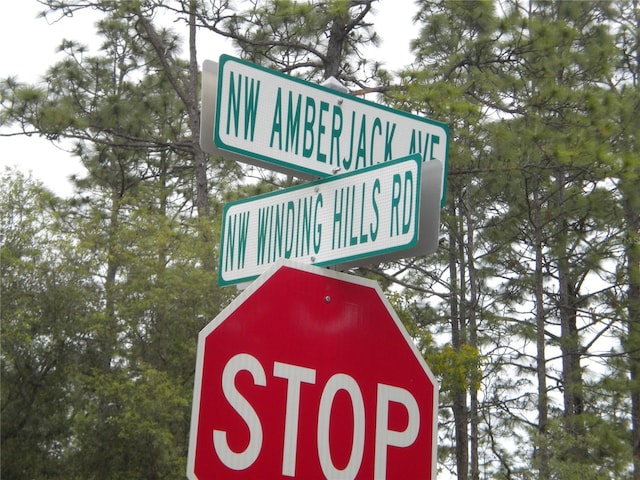 NW AMBERJACK AVE
NW WINDING HILLS RD
STOP